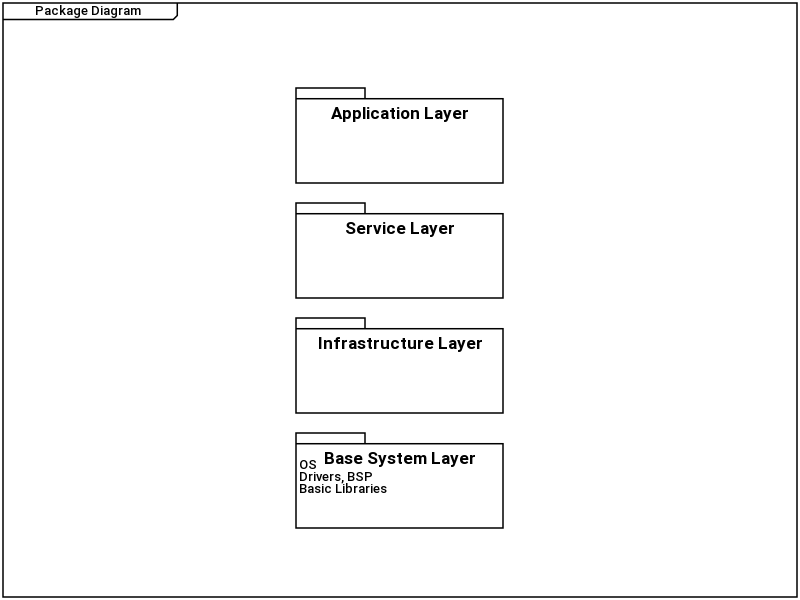 Package Diagram
Application Layer
Service Layer
Infrastructure Layer
Base System Layer
OS
Drivers, BSP
Basic Libraries